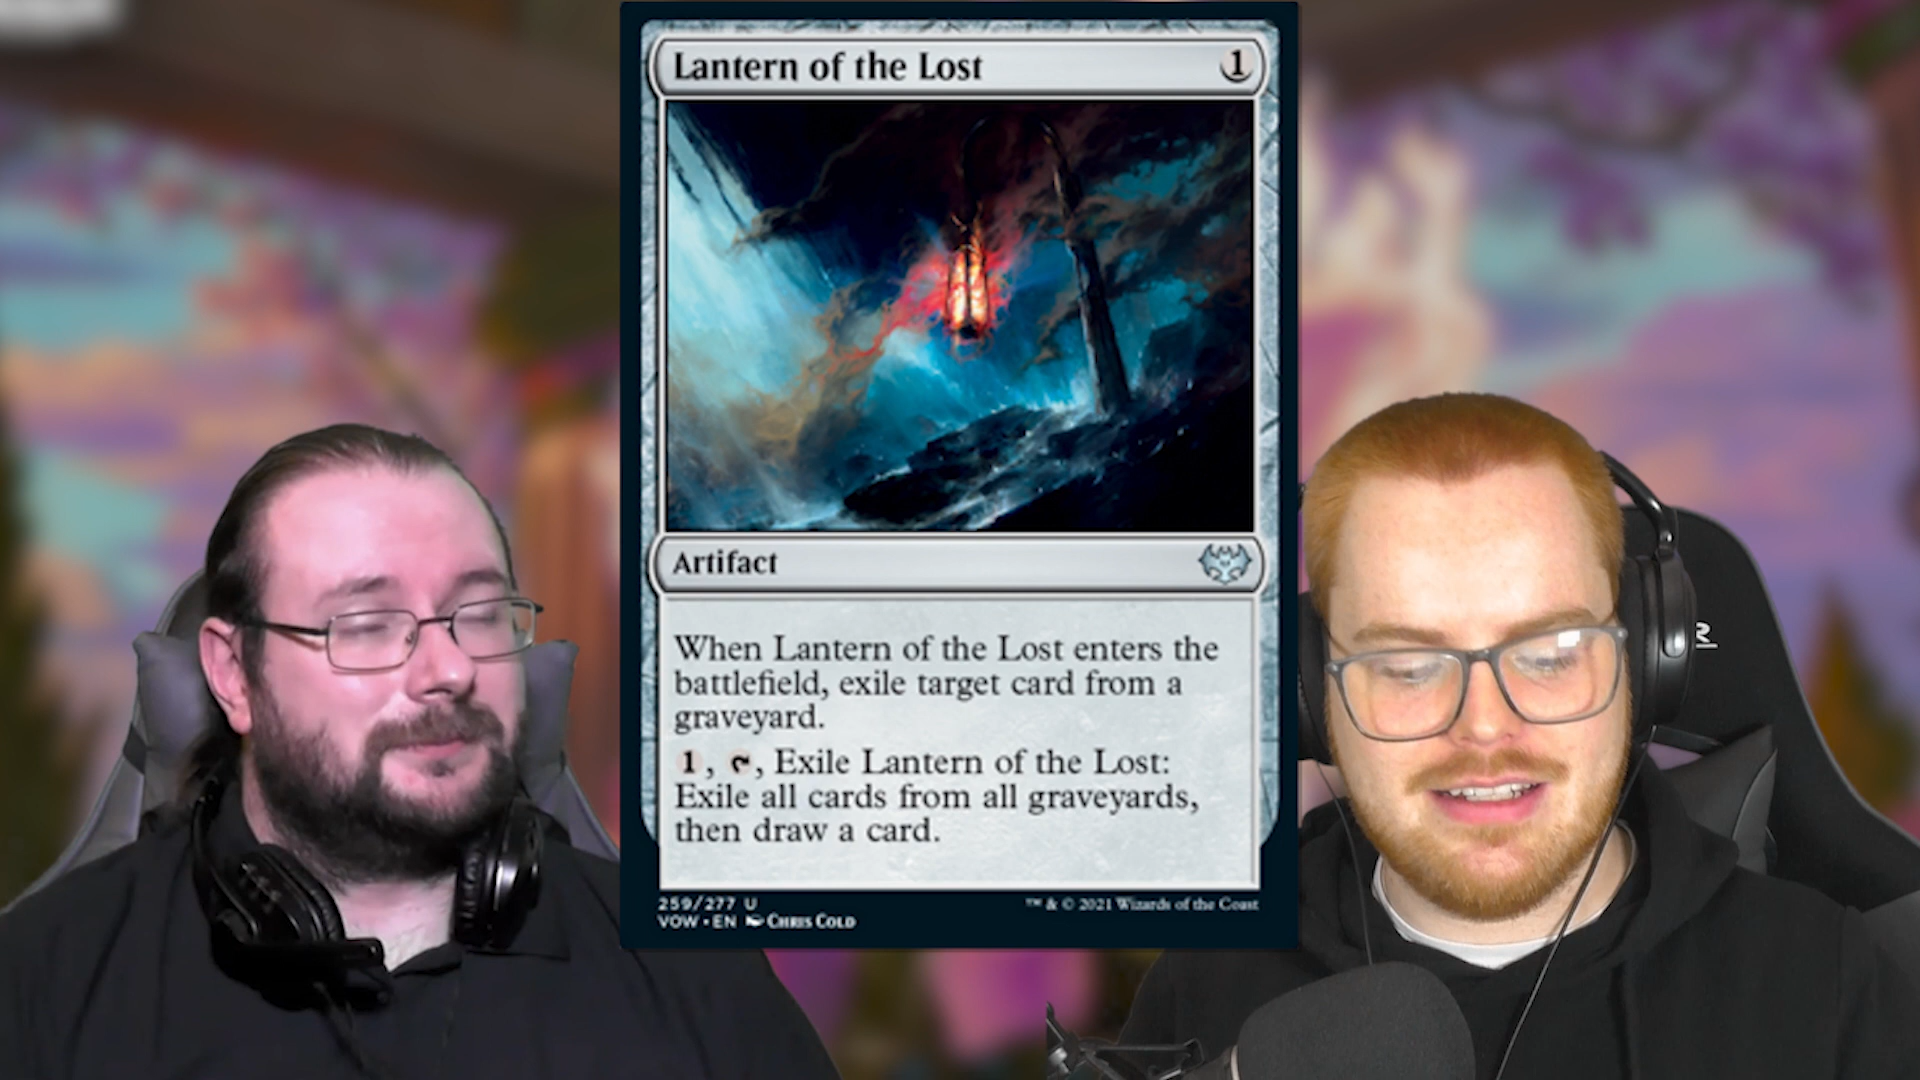 Lantern of the Lost 1
Artifact
When Lantern of the Lost enters the
battlefield, exile target card from a
graveyard.
1, , Exile Lantern of the Lost:
Exile all cards from all graveyards,
then draw a card.
259/277 U
™ & © 2021 Wizards of the Coast
VOW • EN Chris Cold
R